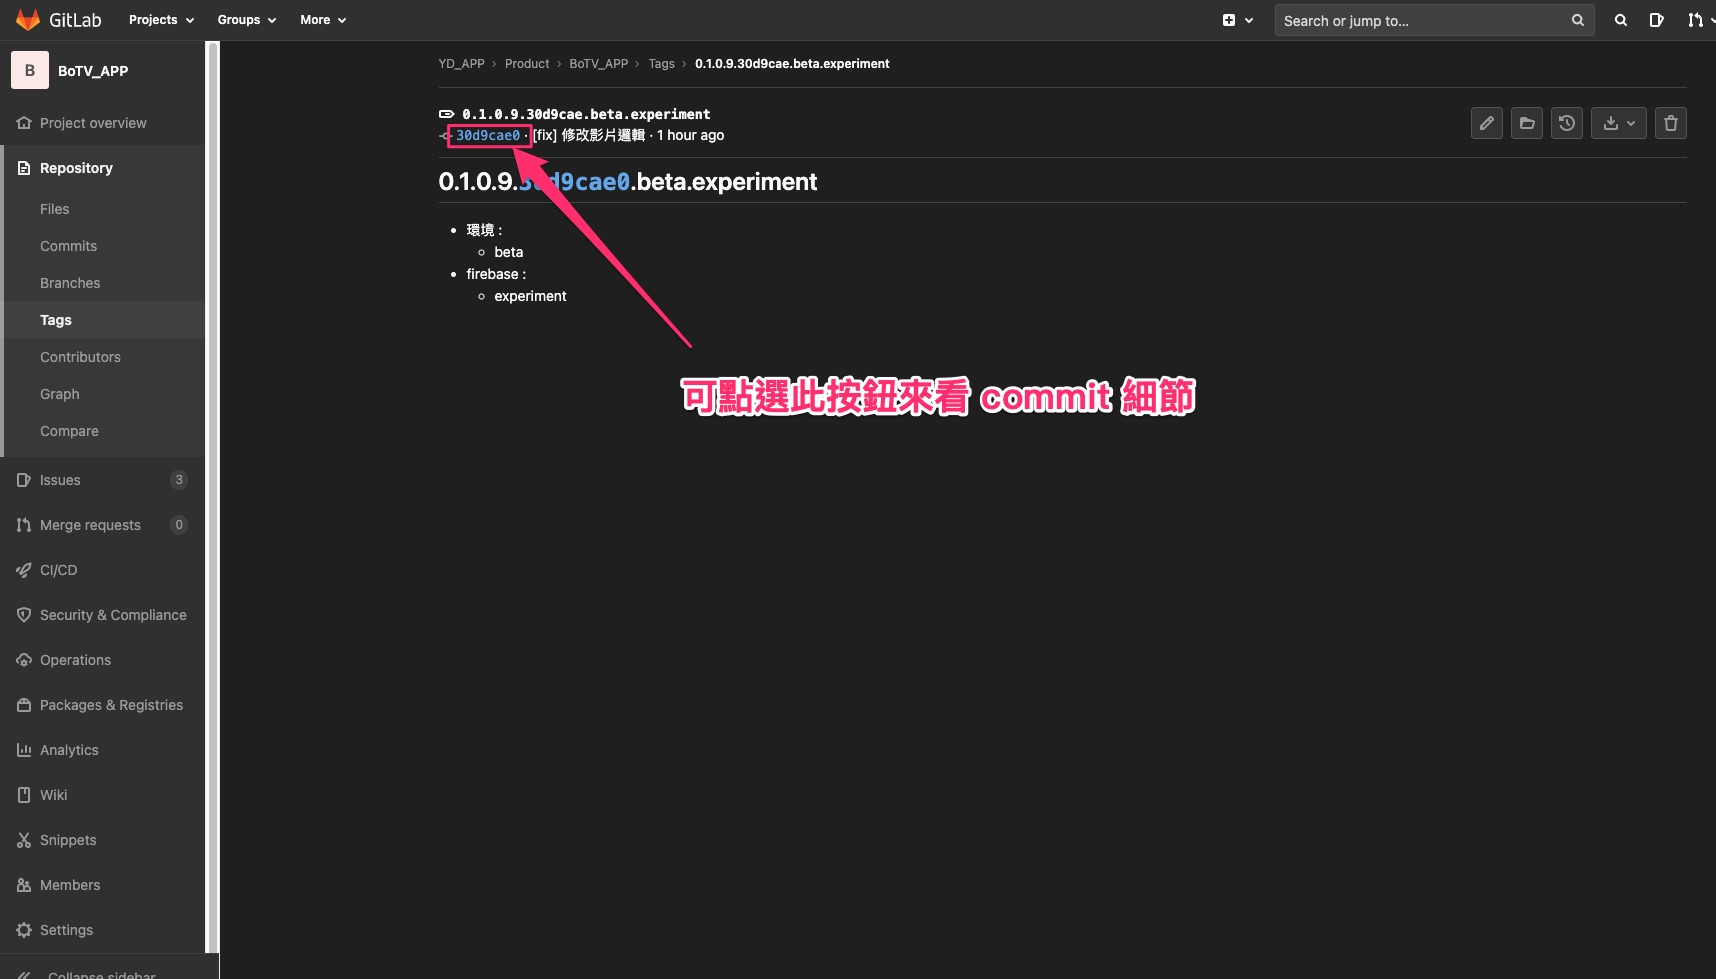 GitLab Projects Groups More Search or jump to...
B BoTV_APP
Project overview
Repository
Files
Commits
Branches
Tags
Contributors
Graph
Compare
Issues 3
Merge requests 0
CI/CD
Security & Compliance
Operations
Packages & Registries
Analytics
Wiki
Snippets
Members
Settings
Collapse sidebar
YD_APP › Product › BoTV_APP › Tags › 0.1.0.9.30d9cae.beta.experiment
0.1.0.9.30d9cae.beta.experiment
30d9cae0 · [fix] 修改影片邏輯 · 1 hour ago
0.1.0.9.30d9cae0.beta.experiment
環境 :
beta
firebase :
experiment
可點選此按鈕來看 commit 細節